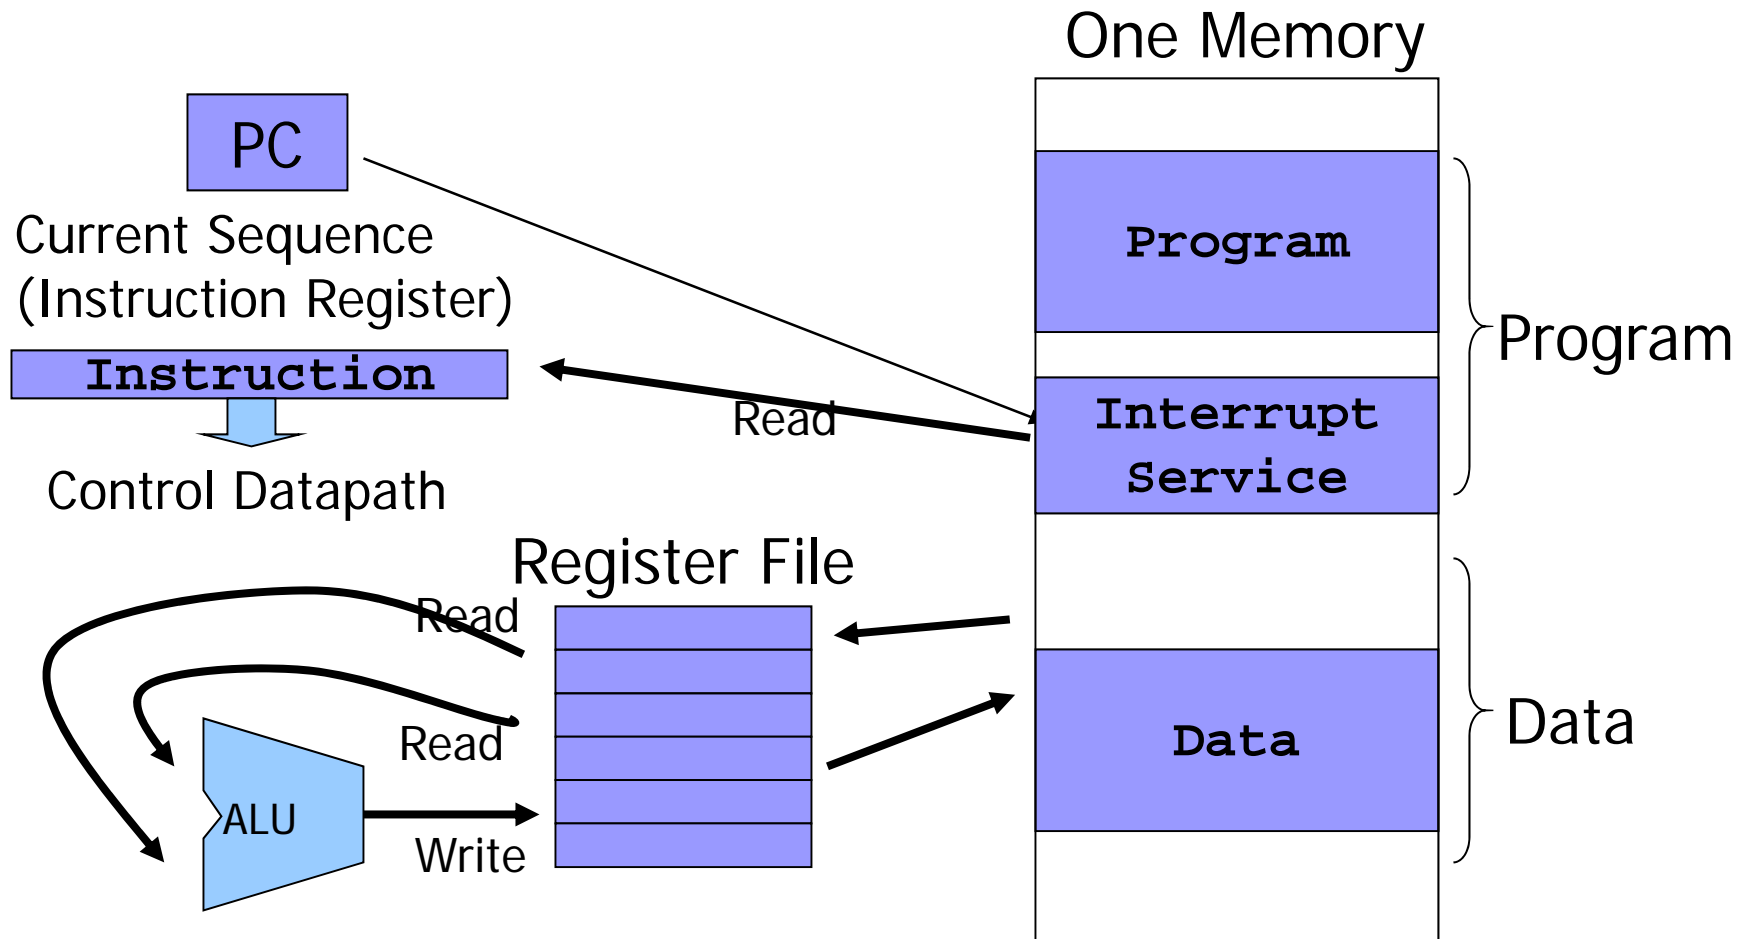 One Memory
PC
Current Sequence
(Instruction Register)
Instruction
Control Datapath
Read
Program
Interrupt
Service
Program
Register File
Read
Read
ALU
Write
Data
Data